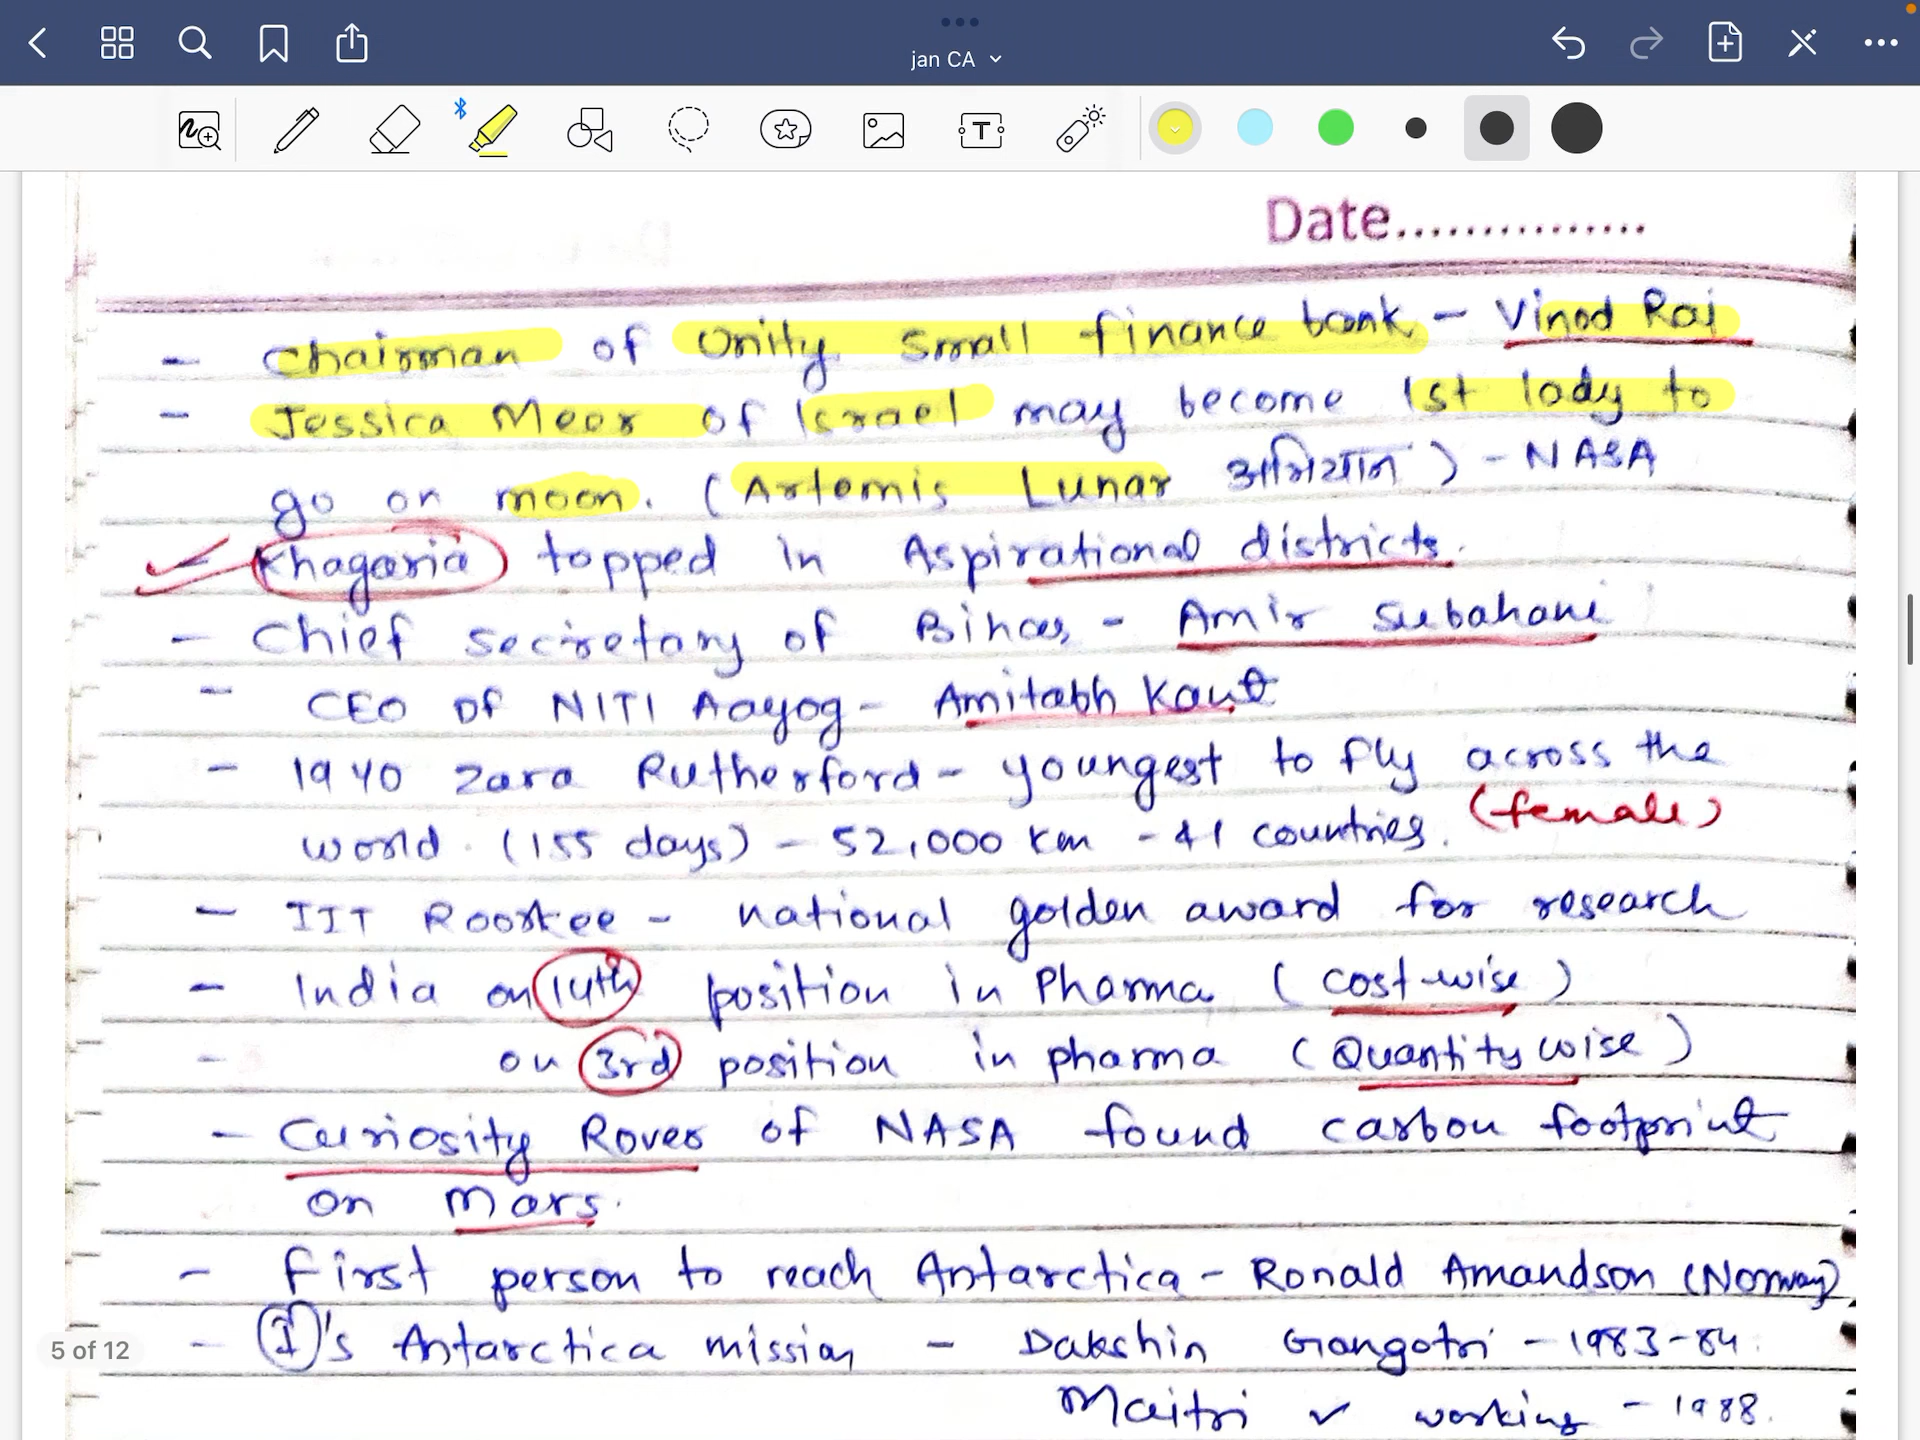 jan CA
Date...............
- Chairman of Unity Small finance bank - Vinod Rai
- Jessica Meer of Israel may become 1st lady to
go on moon. (Artemis Lunar अभियान) - NASA
Khagaria topped in Aspirational districts.
- Chief Secretary of Bihar - Amir Subahani
- CEO of NITI Aayog - Amitabh Kant
- 19 YO Zara Rutherford - youngest to fly across the
world. (155 days) - 52,000 km - 41 countries. (female)
- IIT Roorkee - national golden award for research
- India on 14th position in Pharma (cost-wise)
- on 3rd position in pharma (Quantity wise)
- Curiosity Rover of NASA found carbon footprint
on Mars.
- First person to reach Antarctica - Ronald Amandson (Norway)
- I's Antarctica mission - Dakshin Gangotri - 1983-84.
5 of 12
Maitri ✓ working - 1988.